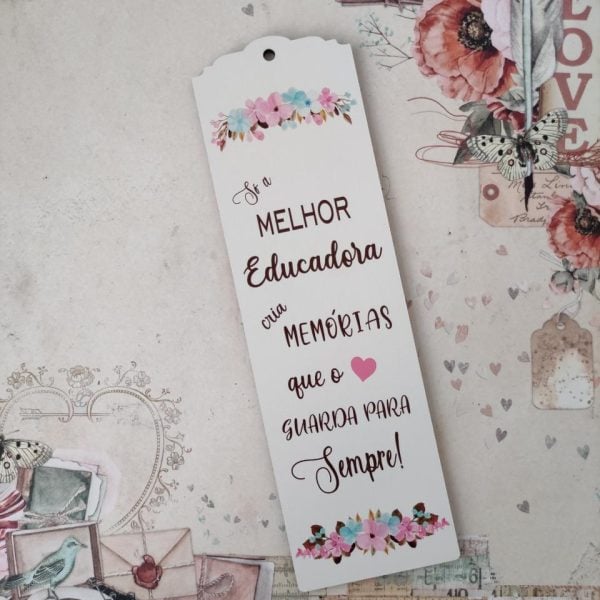 Só a
MELHOR
Educadora
cria
MEMÓRIAS
que o
GUARDA PARA
Sempre!
LOVE